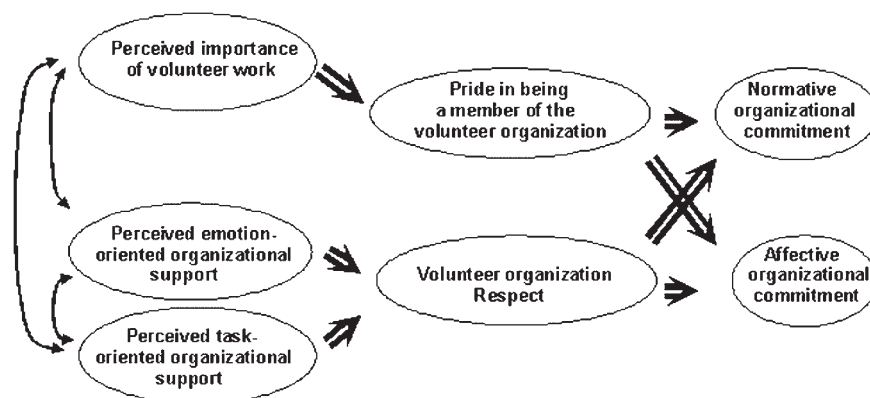 Perceived importance
of volunteer work
Pride in being
a member of the
volunteer organization
Normative
organizational
commitment
Perceived emotion-
oriented organizational
support
Volunteer organization
Respect
Affective
organizational
commitment
Perceived task-
oriented organizational
support